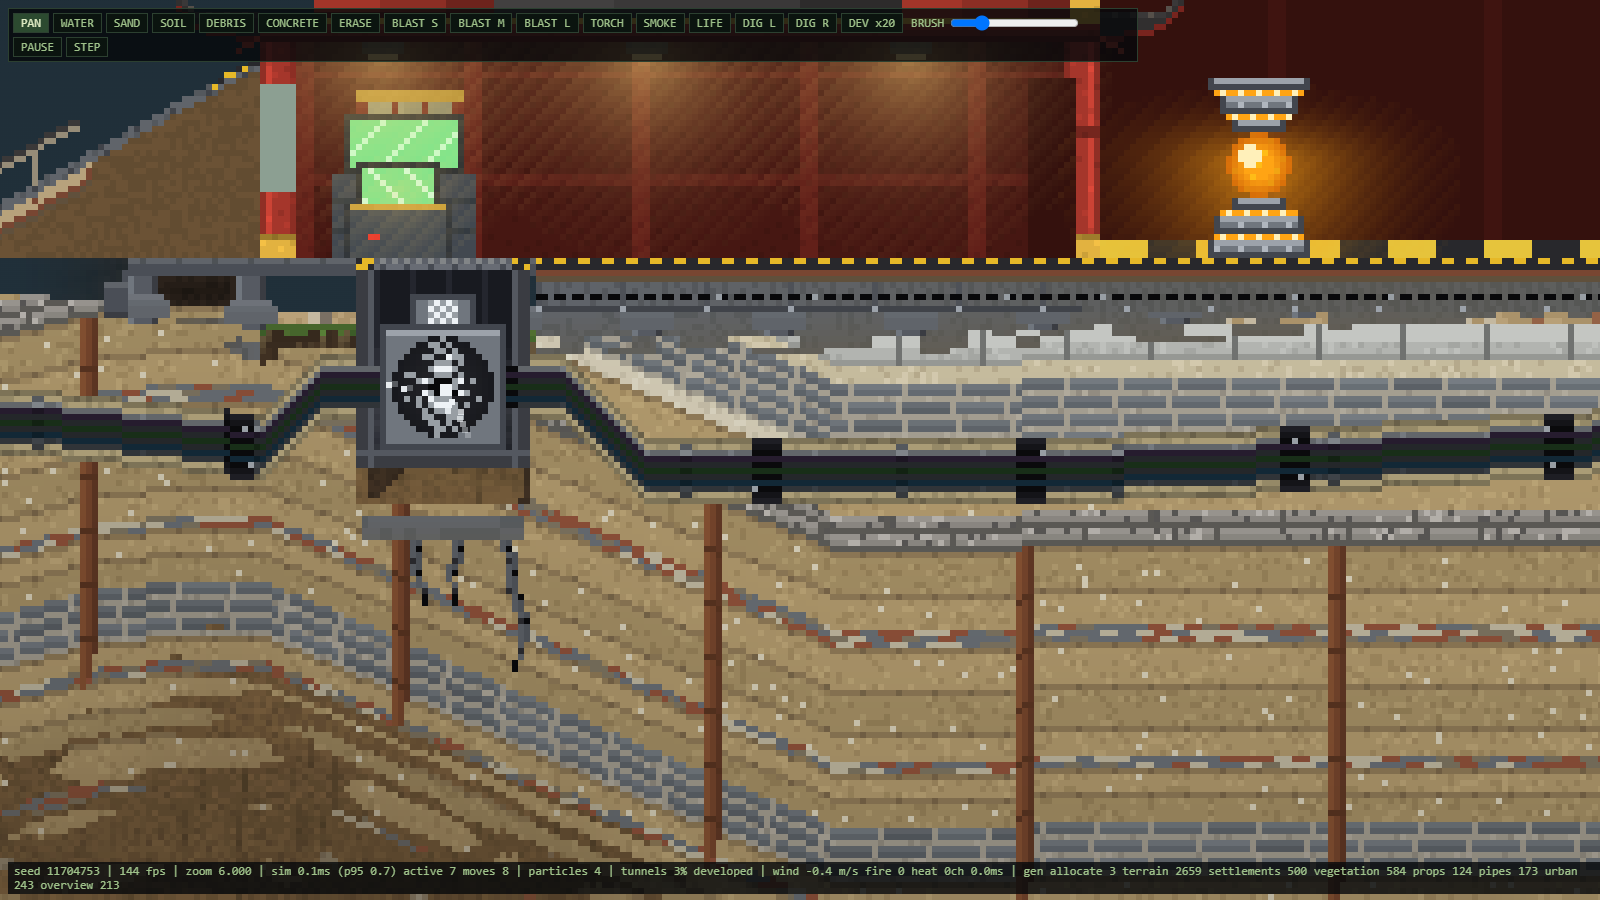 PAN WATER SAND SOIL DEBRIS CONCRETE ERASE BLAST S BLAST M BLAST L TORCH SMOKE LIFE DIG L DIG R DEV x20 BRUSH
PAUSE STEP
seed 11704753 | 144 fps | zoom 6.000 | sim 0.1ms (p95 0.7) active 7 moves 8 | particles 4 | tunnels 3% developed | wind -0.4 m/s fire 0 heat 0ch 0.0ms | gen allocate 3 terrain 2659 settlements 500 vegetation 584 props 124 pipes 173 urban
243 overview 213